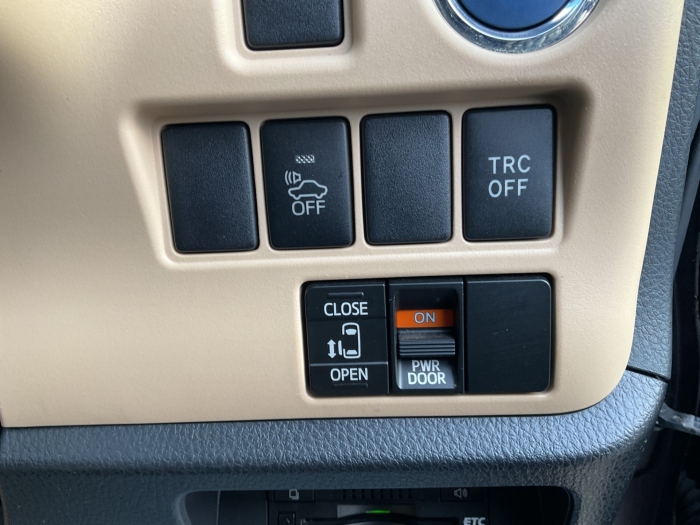 OFF
TRC
OFF
CLOSE
OPEN
ON
PWR
DOOR
ETC